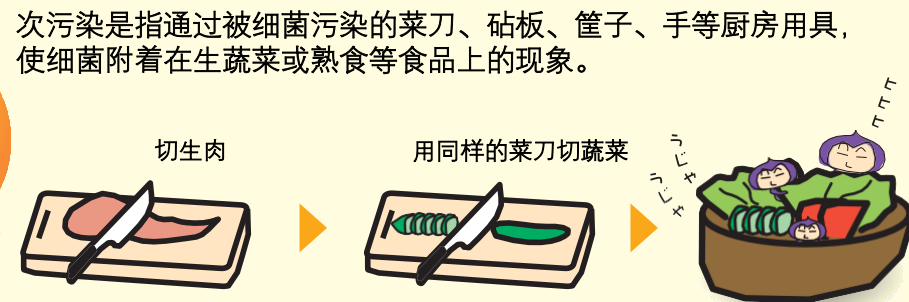 次污染是指通过被细菌污染的菜刀、砧板、筐子、手等厨房用具,
使细菌附着在生蔬菜或熟食等食品上的现象。
切生肉
用同样的菜刀切蔬菜
うじゃ
うじゃ
ヒヒヒ